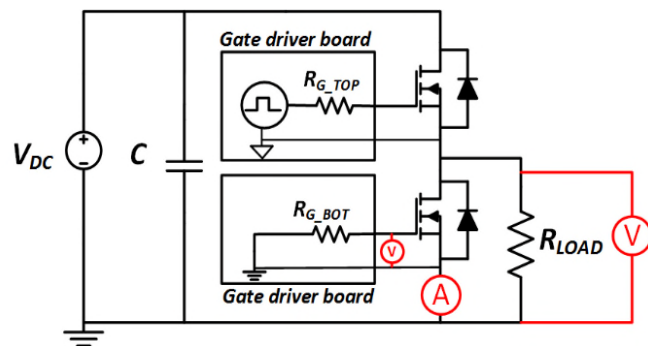 Gate driver board
R_G_TOP
V_DC
+
-
C
R_G_BOT
V
V
R_LOAD
A
Gate driver board